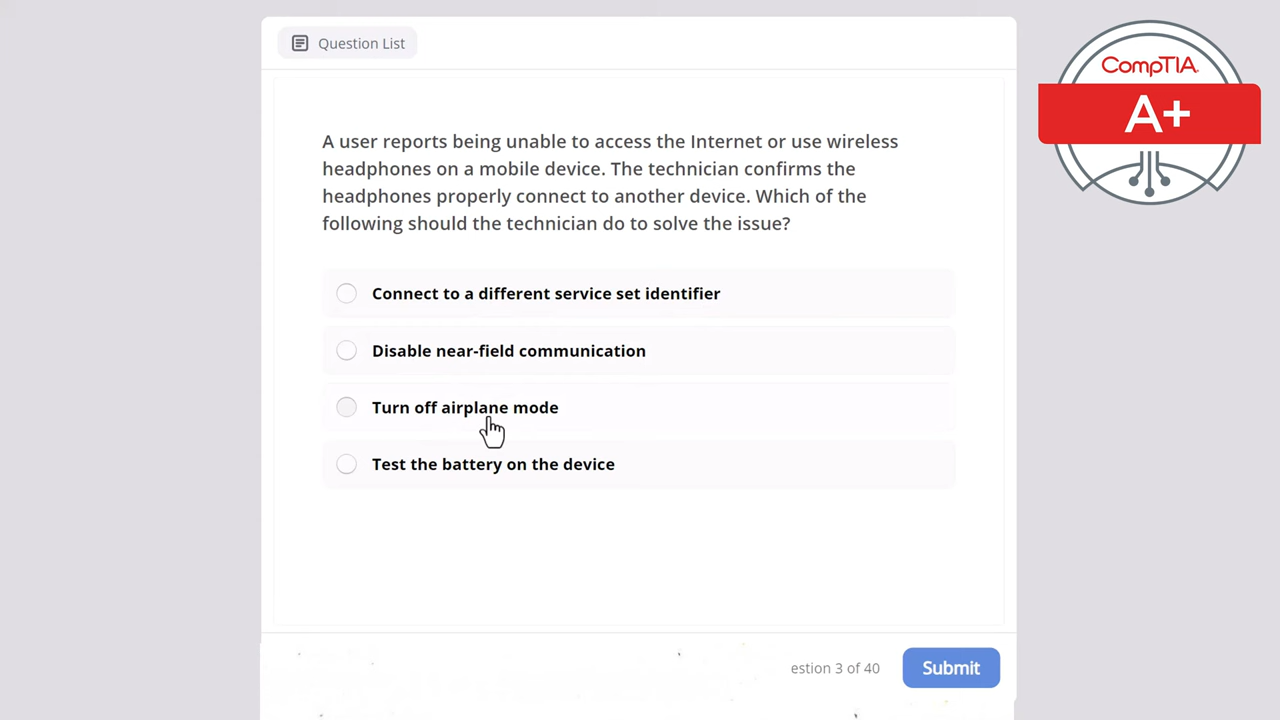 Question List
CompTIA
A+
A user reports being unable to access the Internet or use wireless
headphones on a mobile device. The technician confirms the
headphones properly connect to another device. Which of the
following should the technician do to solve the issue?
Connect to a different service set identifier
Disable near-field communication
Turn off airplane mode
Test the battery on the device
estion 3 of 40
Submit